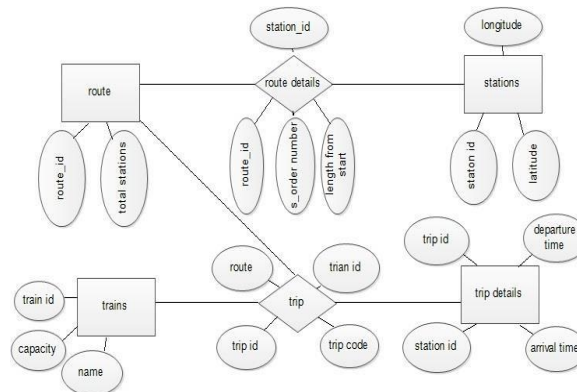 station_id
longitude
route
route details
stations
route_id
total stations
route_id
s_order number
length from
start
staton id
latitude
trip id
departure
time
route
trian id
train id
trains
trip
trip details
capacity
name
trip id
trip code
station id
arrival time